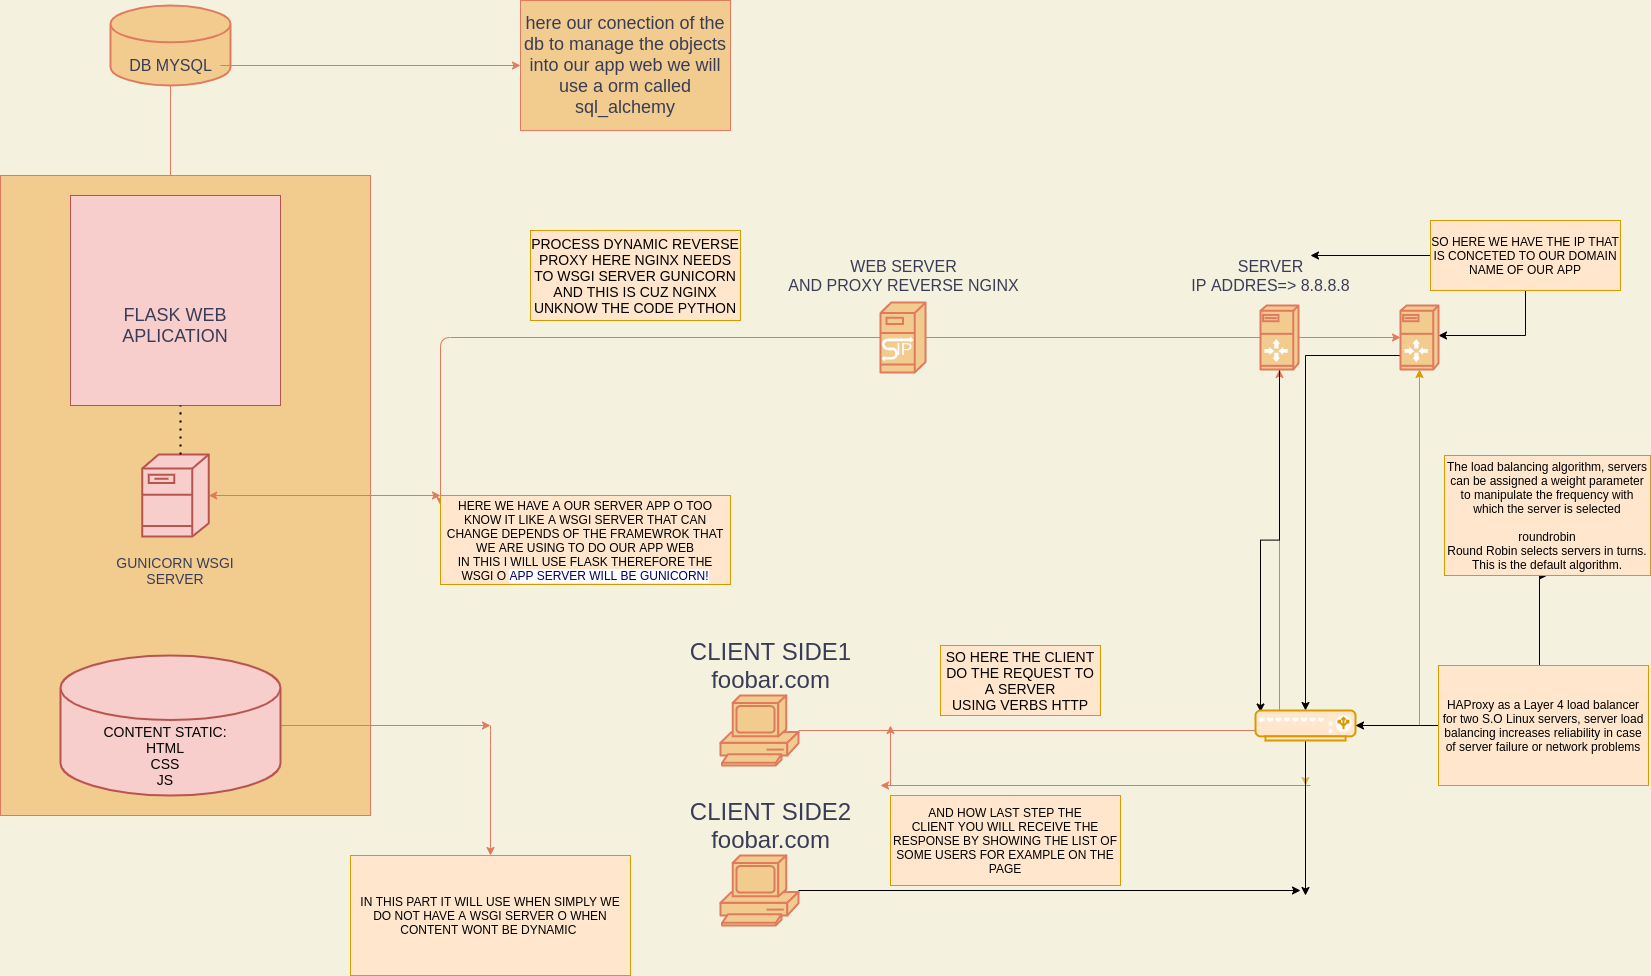 DB MYSQL
here our conection of the
db to manage the objects
into our app web we will
use a orm called
sql_alchemy
FLASK WEB
APLICATION
GUNICORN WSGI
SERVER
CONTENT STATIC:
HTML
CSS
JS
PROCESS DYNAMIC REVERSE
PROXY HERE NGINX NEEDS
TO WSGI SERVER GUNICORN
AND THIS IS CUZ NGINX
UNKNOW THE CODE PYTHON
WEB SERVER
AND PROXY REVERSE NGINX
IP
SERVER
IP ADDRES=> 8.8.8.8
SO HERE WE HAVE THE IP THAT
IS CONCETED TO OUR DOMAIN
NAME OF OUR APP
HERE WE HAVE A OUR SERVER APP O TOO
KNOW IT LIKE A WSGI SERVER THAT CAN
CHANGE DEPENDS OF THE FRAMEWROK THAT
WE ARE USING TO DO OUR APP WEB
IN THIS I WILL USE FLASK THEREFORE THE
WSGI O APP SERVER WILL BE GUNICORN!
The load balancing algorithm, servers
can be assigned a weight parameter
to manipulate the frequency with
which the server is selected
roundrobin
Round Robin selects servers in turns.
This is the default algorithm.
CLIENT SIDE1
foobar.com
SO HERE THE CLIENT
DO THE REQUEST TO
A SERVER
USING VERBS HTTP
HAProxy as a Layer 4 load balancer
for two S.O Linux servers, server load
balancing increases reliability in case
of server failure or network problems
CLIENT SIDE2
foobar.com
AND HOW LAST STEP THE
CLIENT YOU WILL RECEIVE THE
RESPONSE BY SHOWING THE LIST OF
SOME USERS FOR EXAMPLE ON THE
PAGE
IN THIS PART IT WILL USE WHEN SIMPLY WE
DO NOT HAVE A WSGI SERVER O WHEN
CONTENT WONT BE DYNAMIC